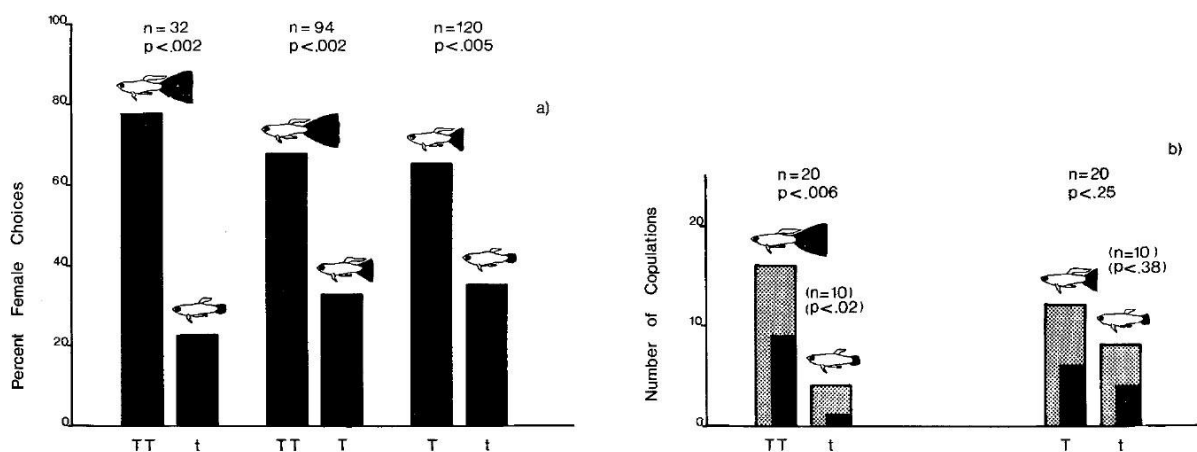 100
n=32
n=94
n=120
p<.002
p<.002
p<.005
a)
80
60
40
20
0
Percent Female Choices
TT
t
TT
T
T
t
b)
n=20
p<.006
n=20
p<.25
20
(n=10)
(p<.02)
(n=10)
(p<.38)
10
0
Number of Copulations
TT
t
T
t